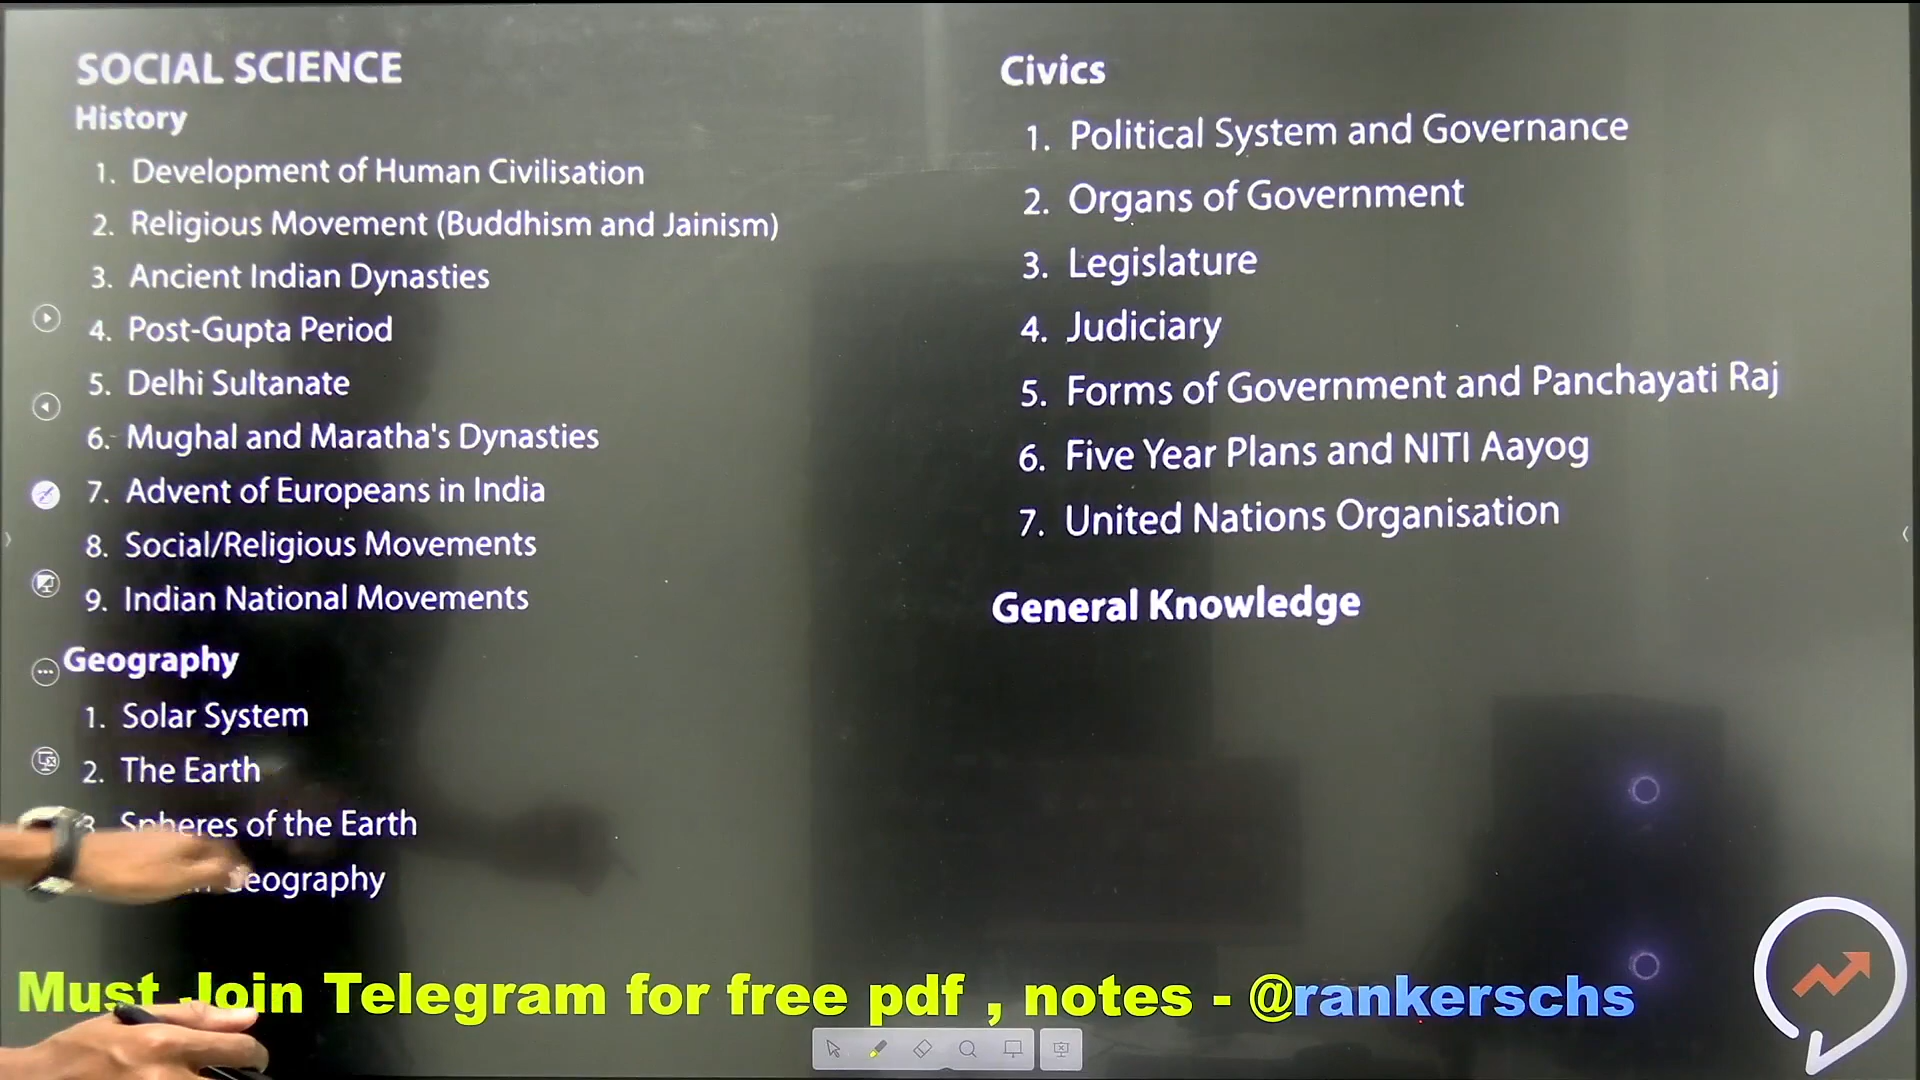 SOCIAL SCIENCE
History
1. Development of Human Civilisation
2. Religious Movement (Buddhism and Jainism)
3. Ancient Indian Dynasties
4. Post-Gupta Period
5. Delhi Sultanate
6. Mughal and Maratha's Dynasties
7. Advent of Europeans in India
8. Social/Religious Movements
9. Indian National Movements
Geography
1. Solar System
2. The Earth
3. Spheres of the Earth
Geography
Civics
1. Political System and Governance
2. Organs of Government
3. Legislature
4. Judiciary
5. Forms of Government and Panchayati Raj
6. Five Year Plans and NITI Aayog
7. United Nations Organisation
General Knowledge
Must Join Telegram for free pdf , notes - @rankerschs